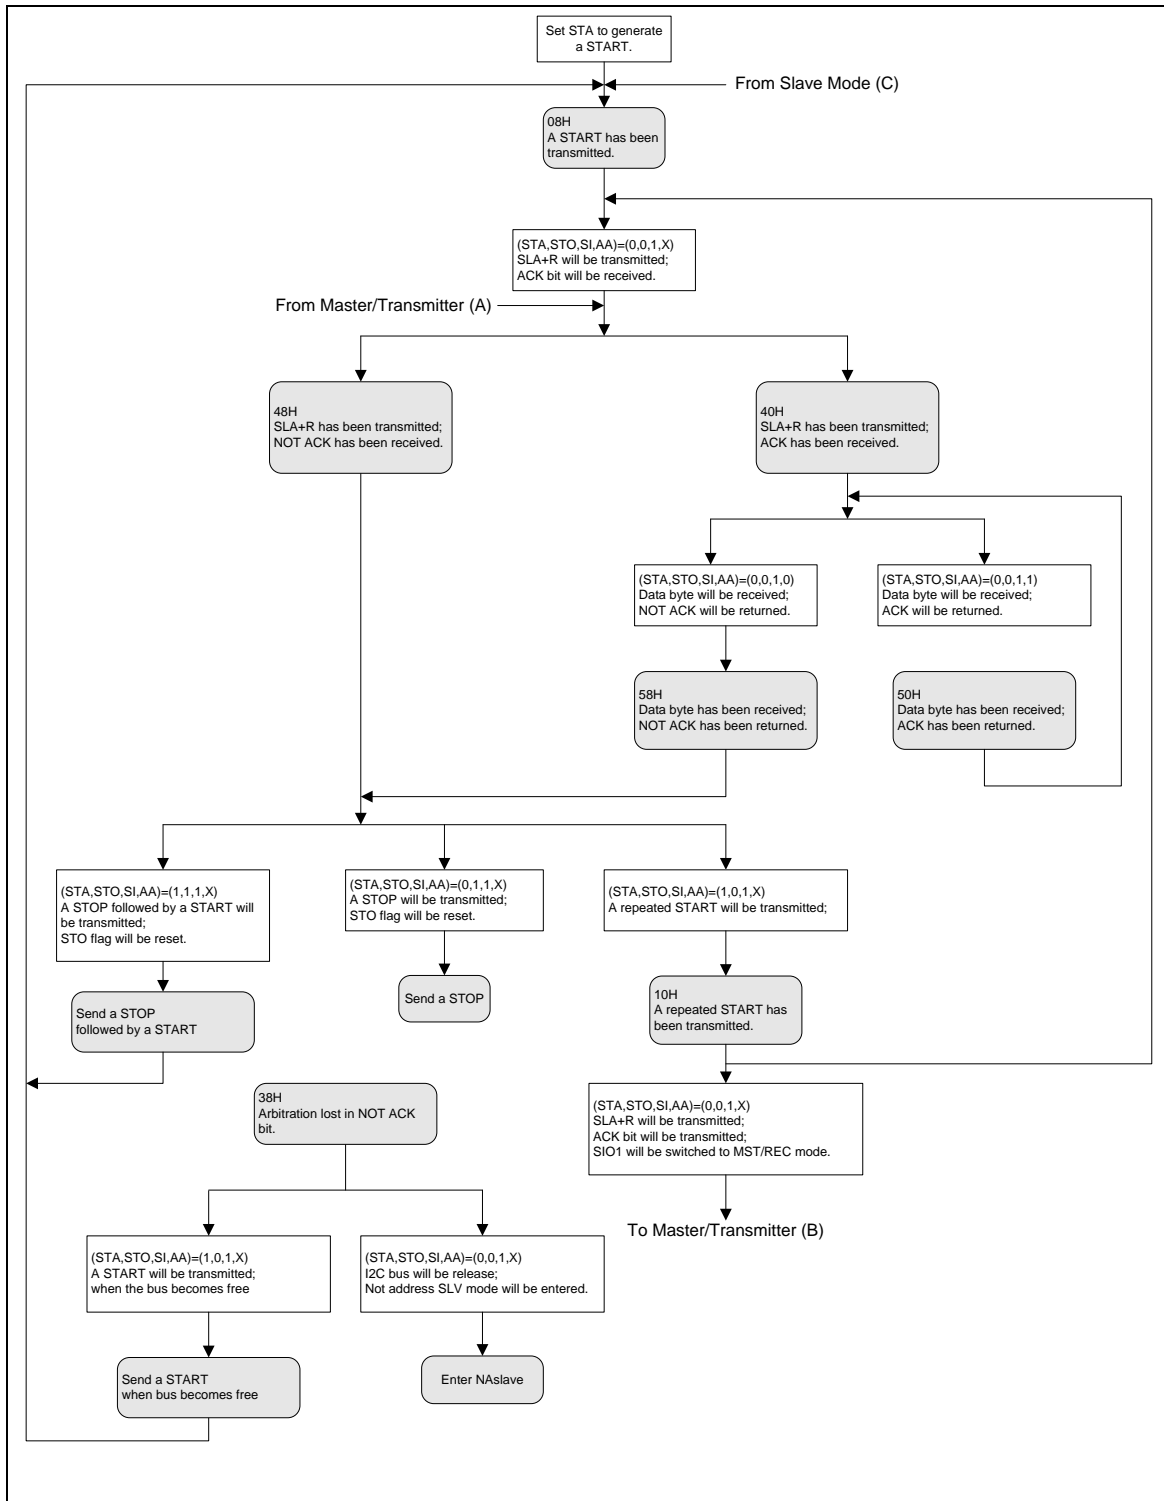 Set STA to generate
a START.
From Slave Mode (C)
08H
A START has been
transmitted.
(STA,STO,SI,AA)=(0,0,1,X)
SLA+R will be transmitted;
ACK bit will be received.
From Master/Transmitter (A)
48H
SLA+R has been transmitted;
NOT ACK has been received.
40H
SLA+R has been transmitted;
ACK has been received.
(STA,STO,SI,AA)=(0,0,1,0)
Data byte will be received;
NOT ACK will be returned.
(STA,STO,SI,AA)=(0,0,1,1)
Data byte will be received;
ACK will be returned.
58H
Data byte has been received;
NOT ACK has been returned.
50H
Data byte has been received;
ACK has been returned.
(STA,STO,SI,AA)=(1,1,1,X)
A STOP followed by a START will
be transmitted;
STO flag will be reset.
(STA,STO,SI,AA)=(0,1,1,X)
A STOP will be transmitted;
STO flag will be reset.
(STA,STO,SI,AA)=(1,0,1,X)
A repeated START will be transmitted;
Send a STOP
followed by a START
Send a STOP
10H
A repeated START has
been transmitted.
38H
Arbitration lost in NOT ACK
bit.
(STA,STO,SI,AA)=(0,0,1,X)
SLA+R will be transmitted;
ACK bit will be transmitted;
SIO1 will be switched to MST/REC mode.
To Master/Transmitter (B)
(STA,STO,SI,AA)=(1,0,1,X)
A START will be transmitted;
when the bus becomes free
(STA,STO,SI,AA)=(0,0,1,X)
I2C bus will be release;
Not address SLV mode will be entered.
Send a START
when bus becomes free
Enter NAslave